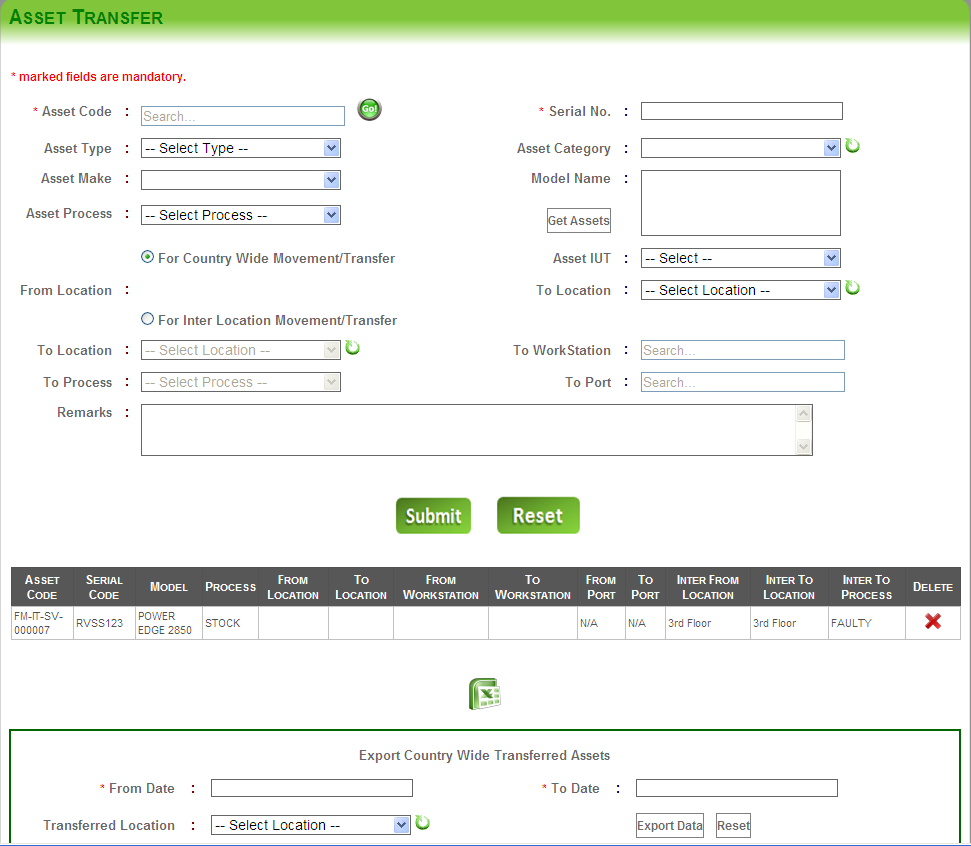 ASSET TRANSFER
* marked fields are mandatory.
* Asset Code : Search... Go! * Serial No. :
Asset Type : -- Select Type -- Asset Category :
Asset Make : Model Name :
Asset Process : -- Select Process -- Get Assets
For Country Wide Movement/Transfer Asset IUT : -- Select --
From Location : To Location : -- Select Location --
For Inter Location Movement/Transfer
To Location : -- Select Location -- To WorkStation : Search...
To Process : -- Select Process -- To Port : Search...
Remarks :
Submit Reset
ASSET CODE SERIAL CODE MODEL PROCESS FROM LOCATION TO LOCATION FROM WORKSTATION TO WORKSTATION FROM PORT TO PORT INTER FROM LOCATION INTER TO LOCATION INTER TO PROCESS DELETE
FM-IT-SV-000007 RVSS123 POWER EDGE 2850 STOCK N/A N/A 3rd Floor 3rd Floor FAULTY
Export Country Wide Transferred Assets
* From Date : * To Date :
Transferred Location : -- Select Location -- Export Data Reset